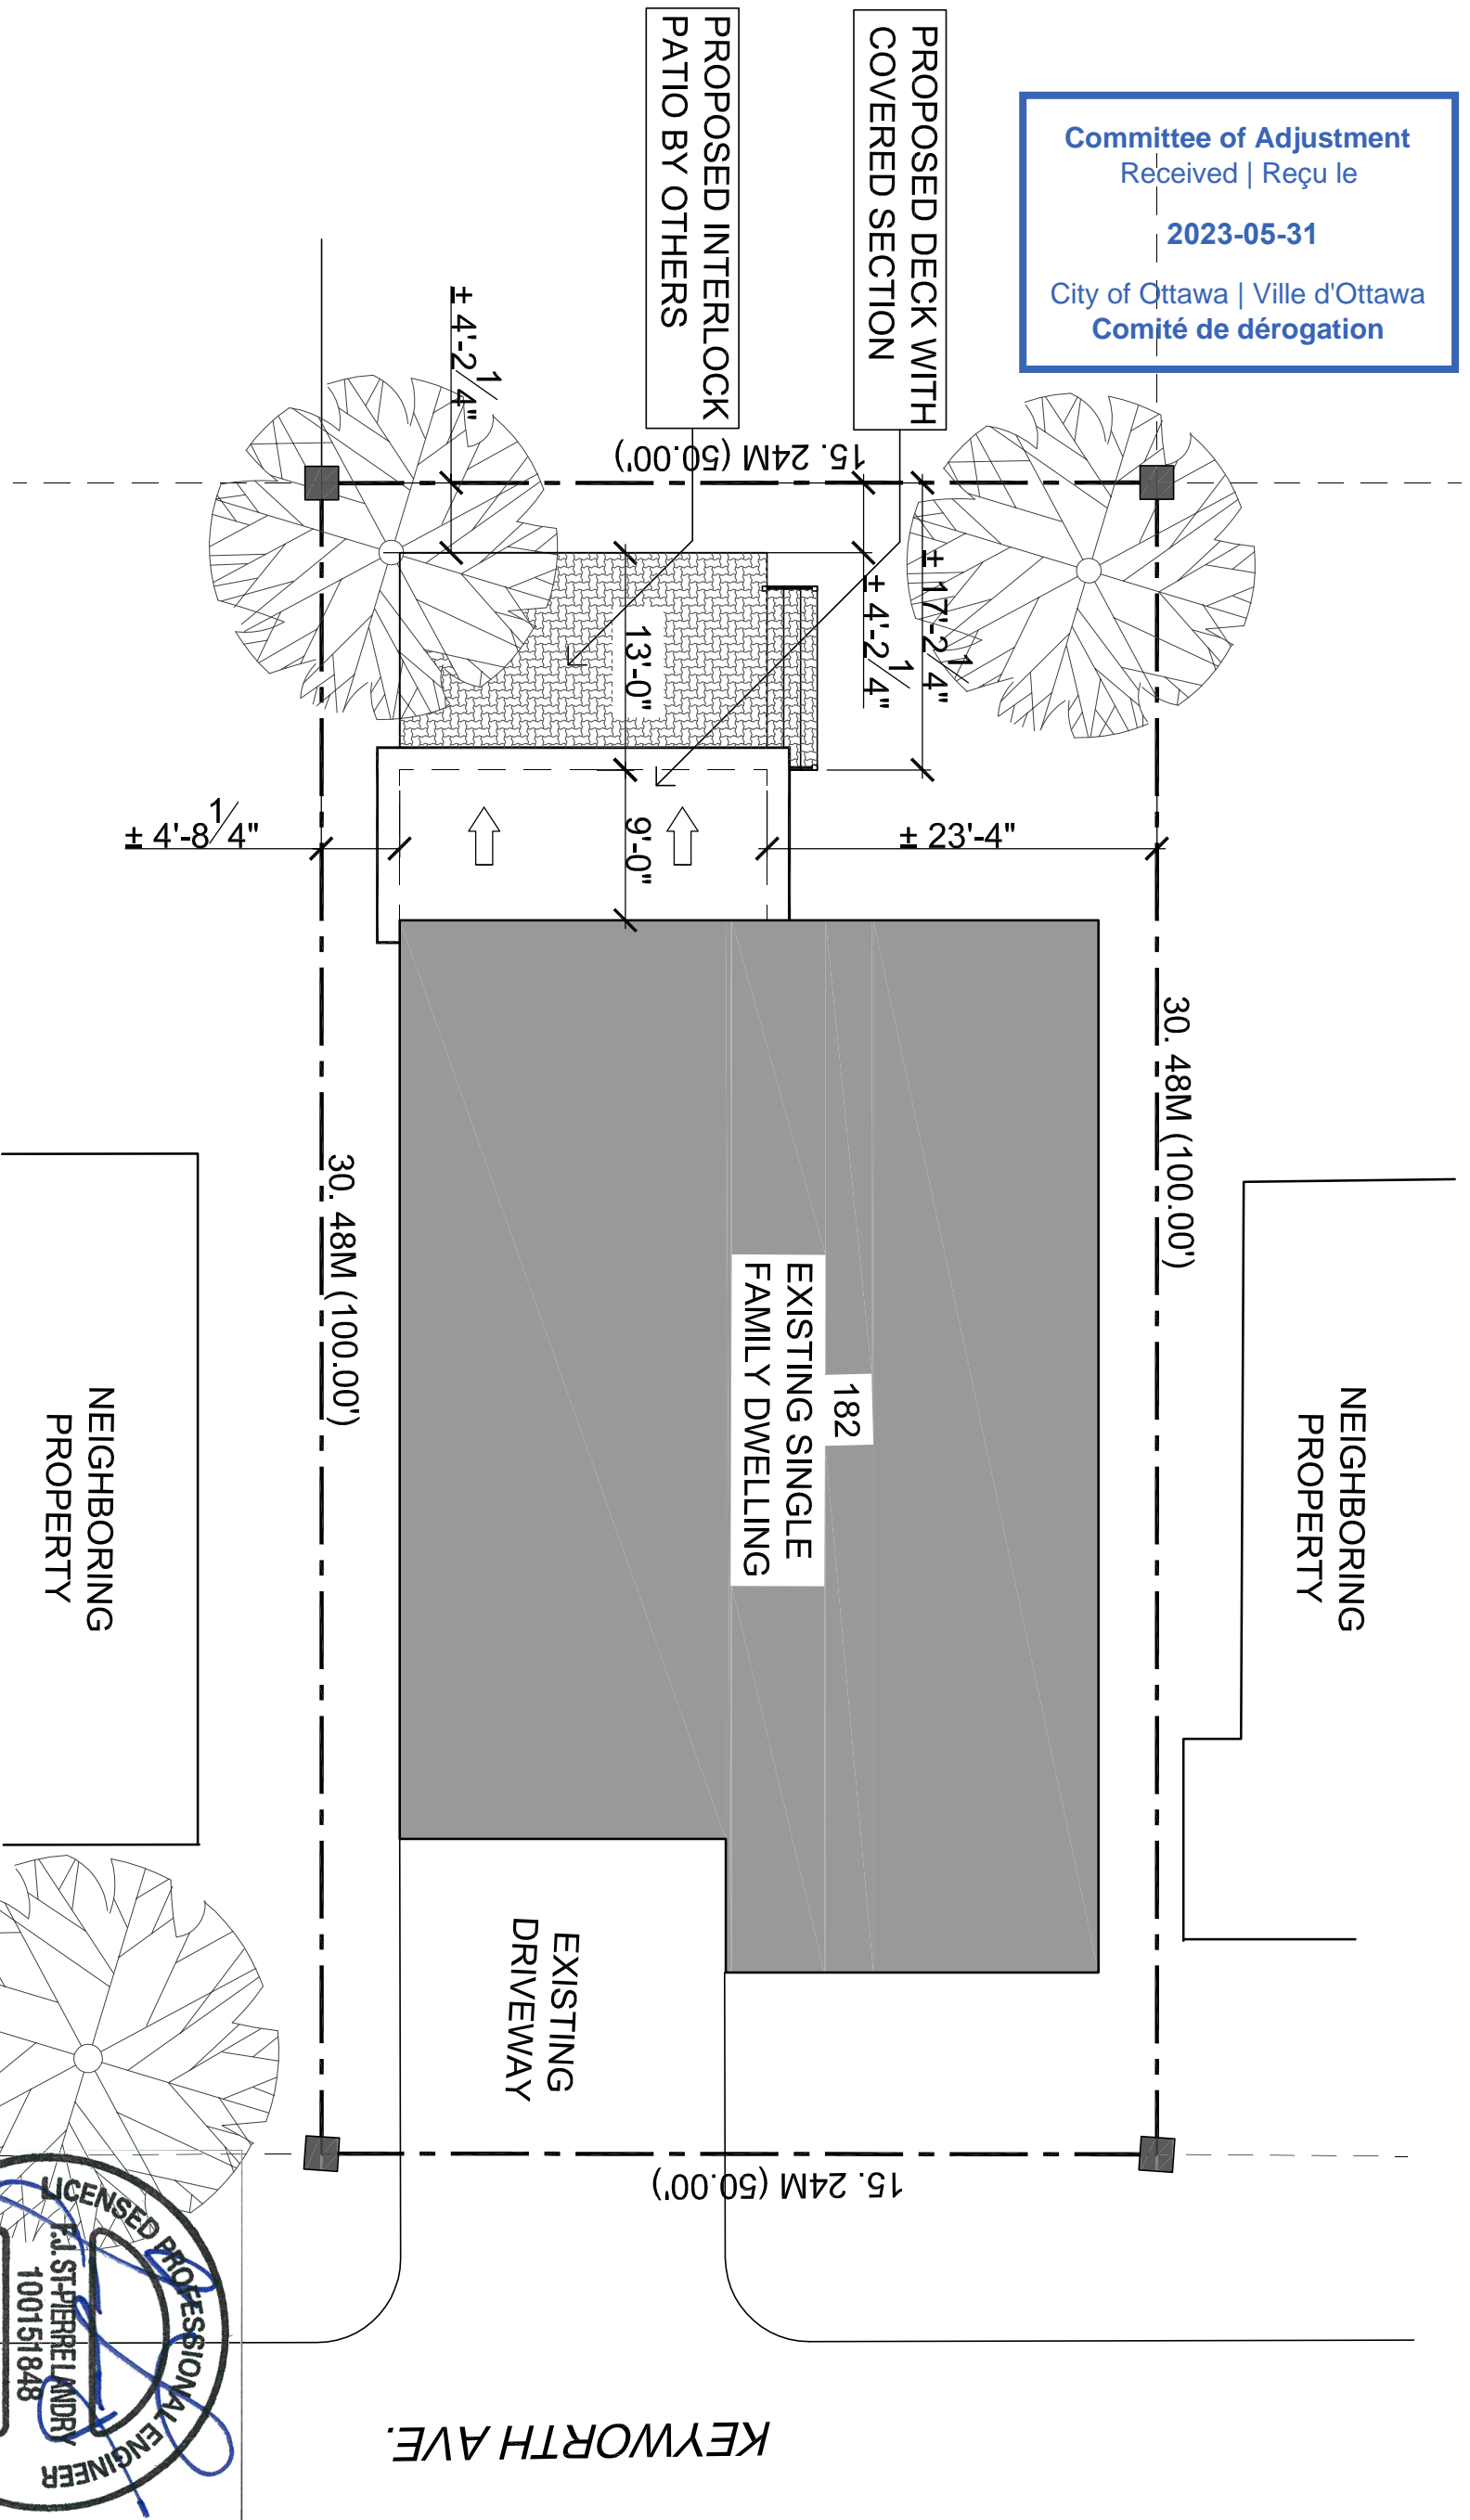 Committee of Adjustment
Received | Reçu le
2023-05-31
City of Ottawa | Ville d'Ottawa
Comité de dérogation
PROPOSED DECK WITH
COVERED SECTION
PROPOSED INTERLOCK
PATIO BY OTHERS
± 4'-2 1/4"
15. 24M (50.00')
± 17'-2 1/4"
± 4'-2 1/4"
13'-0"
9'-0"
± 4'-8 1/4"
± 23'-4"
30. 48M (100.00')
30. 48M (100.00')
NEIGHBORING
PROPERTY
182
EXISTING SINGLE
FAMILY DWELLING
NEIGHBORING
PROPERTY
EXISTING
DRIVEWAY
15. 24M (50.00')
LICENSED PROFESSIONAL ENGINEER
P.J. ST-PIERRE LANDRY
100151848
KEYWORTH AVE.